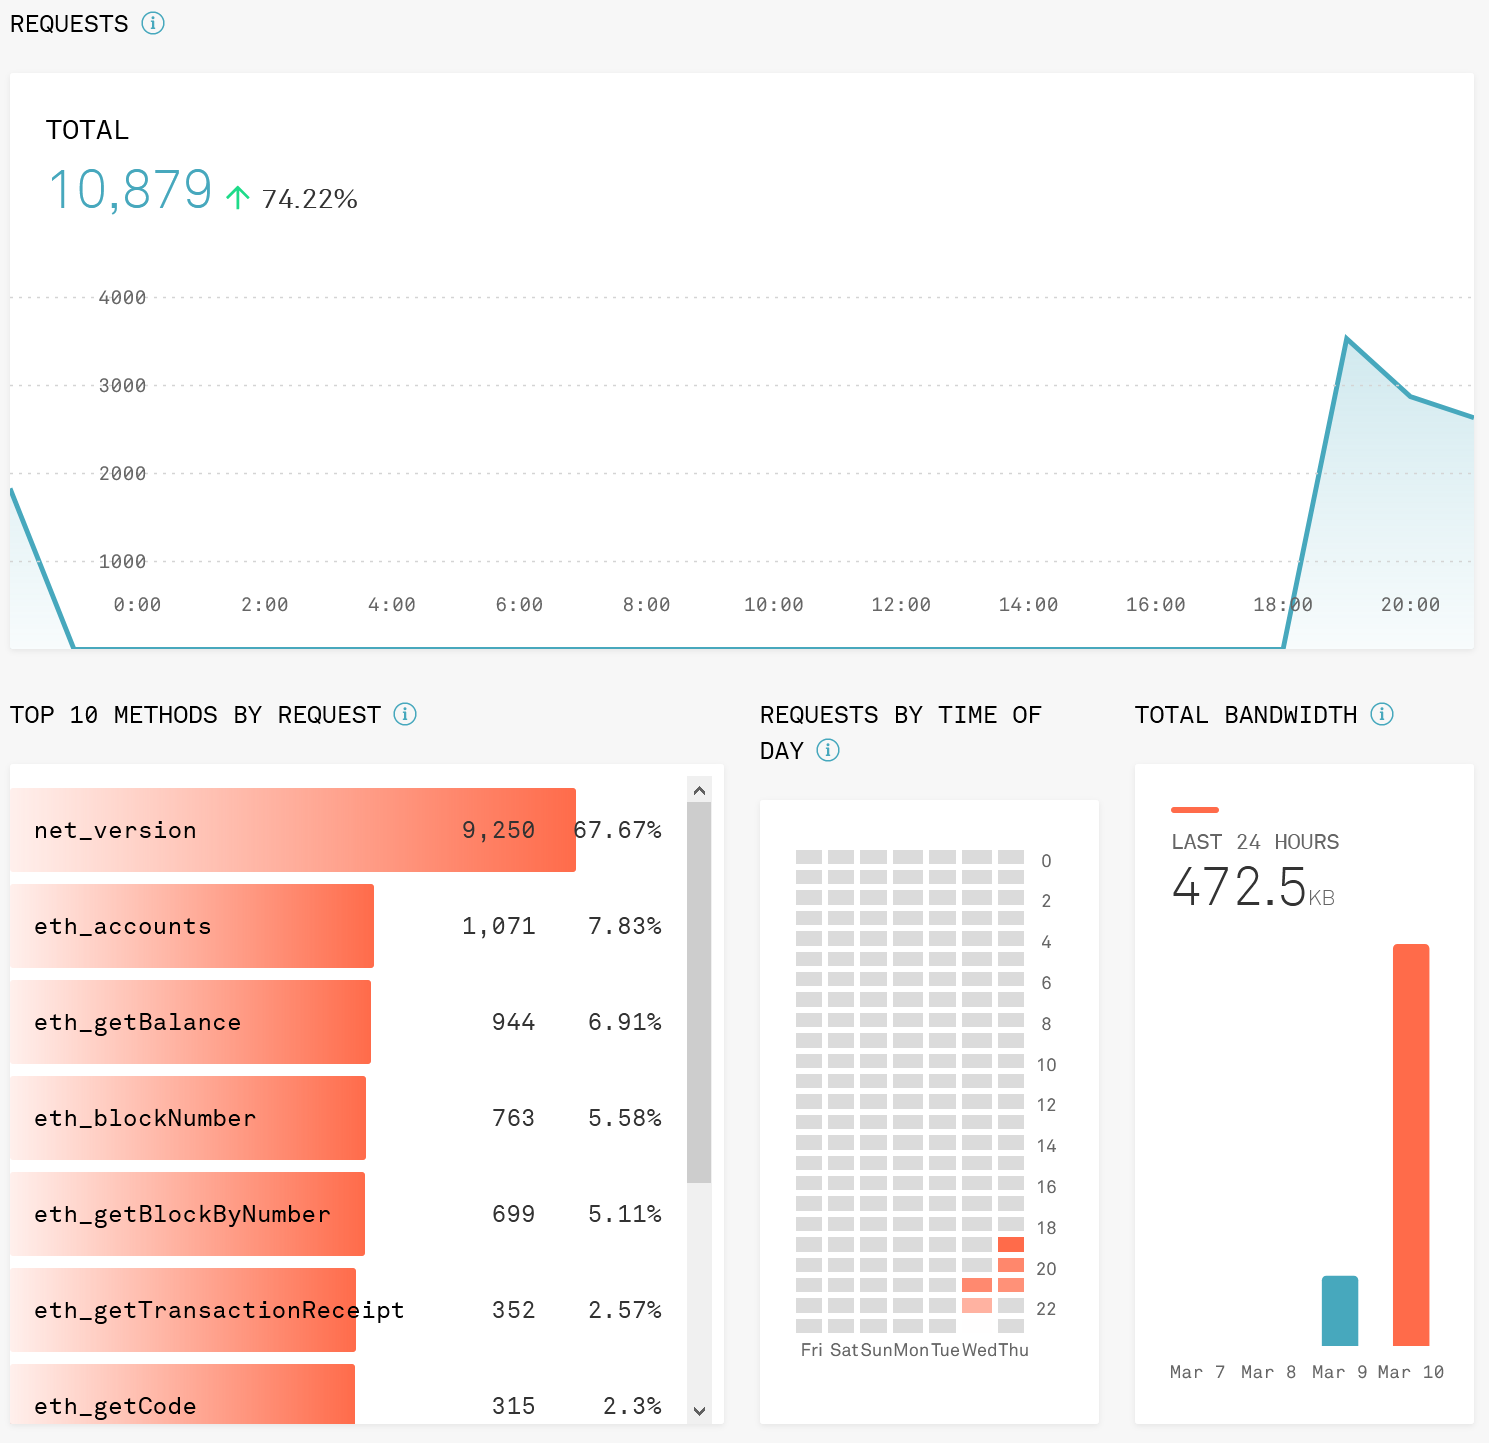 REQUESTS
TOTAL
10,879 74.22%
4000
3000
2000
1000
0:00 2:00 4:00 6:00 8:00 10:00 12:00 14:00 16:00 18:00 20:00
TOP 10 METHODS BY REQUEST
net_version 9,250 67.67%
eth_accounts 1,071 7.83%
eth_getBalance 944 6.91%
eth_blockNumber 763 5.58%
eth_getBlockByNumber 699 5.11%
eth_getTransactionReceipt 352 2.57%
eth_getCode 315 2.3%
REQUESTS BY TIME OF
DAY
0
2
4
6
8
10
12
14
16
18
20
22
Fri Sat Sun Mon Tue Wed Thu
TOTAL BANDWIDTH
LAST 24 HOURS
472.5KB
Mar 7 Mar 8 Mar 9 Mar 10